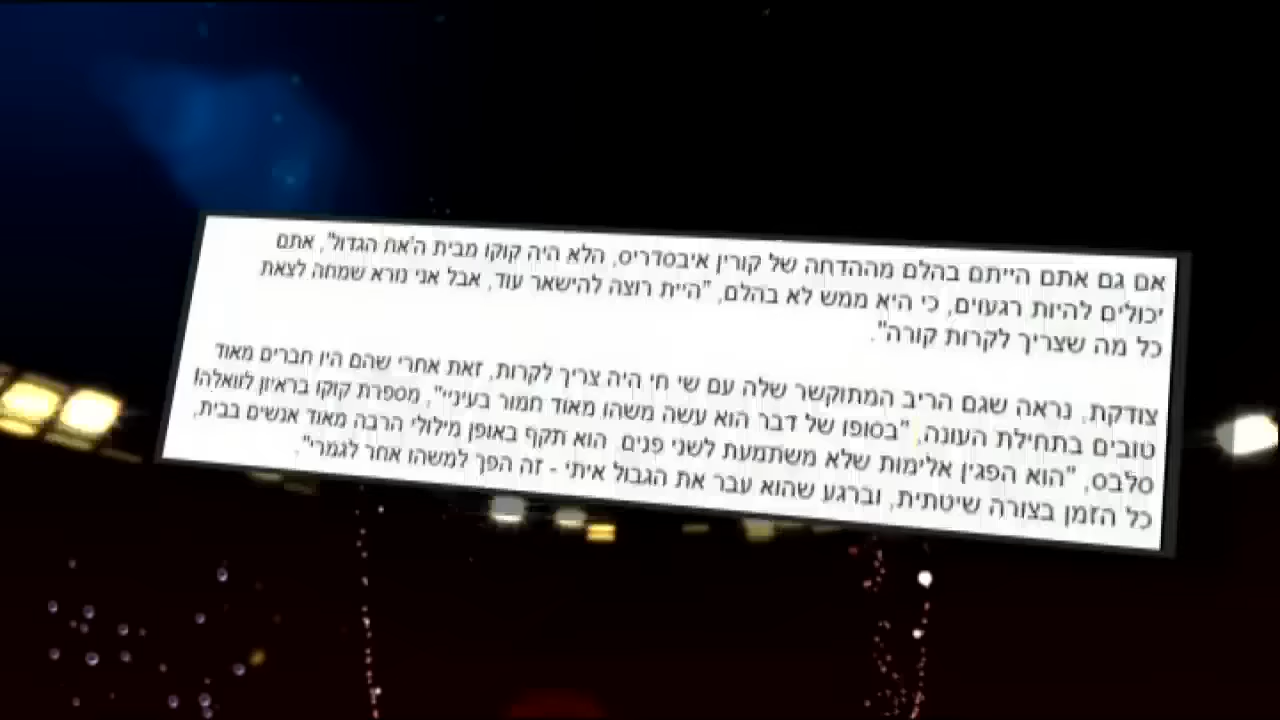 אם גם אתם הייתם בהלם מההדחה של קורין איבסדריס, הלא היה קוקו מבית ה'אח הגדול", אתם
יכולים להיות רגעוים, כי היא ממש לא בהלם, "היית רוצה להישאר עוד, אבל אני נורא שמחה לצאת
כל מה שצריך לקרות קורה".
צודקת. נראה שגם הריב המתוקשר שלה עם שי חי היה צריך לקרות, זאת אחרי שהם היו חברים מאוד
טובים בתחילת העונה, "בסופו של דבר הוא עשה משהו מאוד חמור בעיניי", מספרת קוקו בראיון לוואלה!
סלבס, "הוא הפגין אלימות שלא משתמעת לשני פנים. הוא תקף באופן מילולי הרבה מאוד אנשים בבית,
כל הזמן בצורה שיטתית, וברגע שהוא עבר את הגבול איתי - זה הפך למשהו אחר לגמרי".